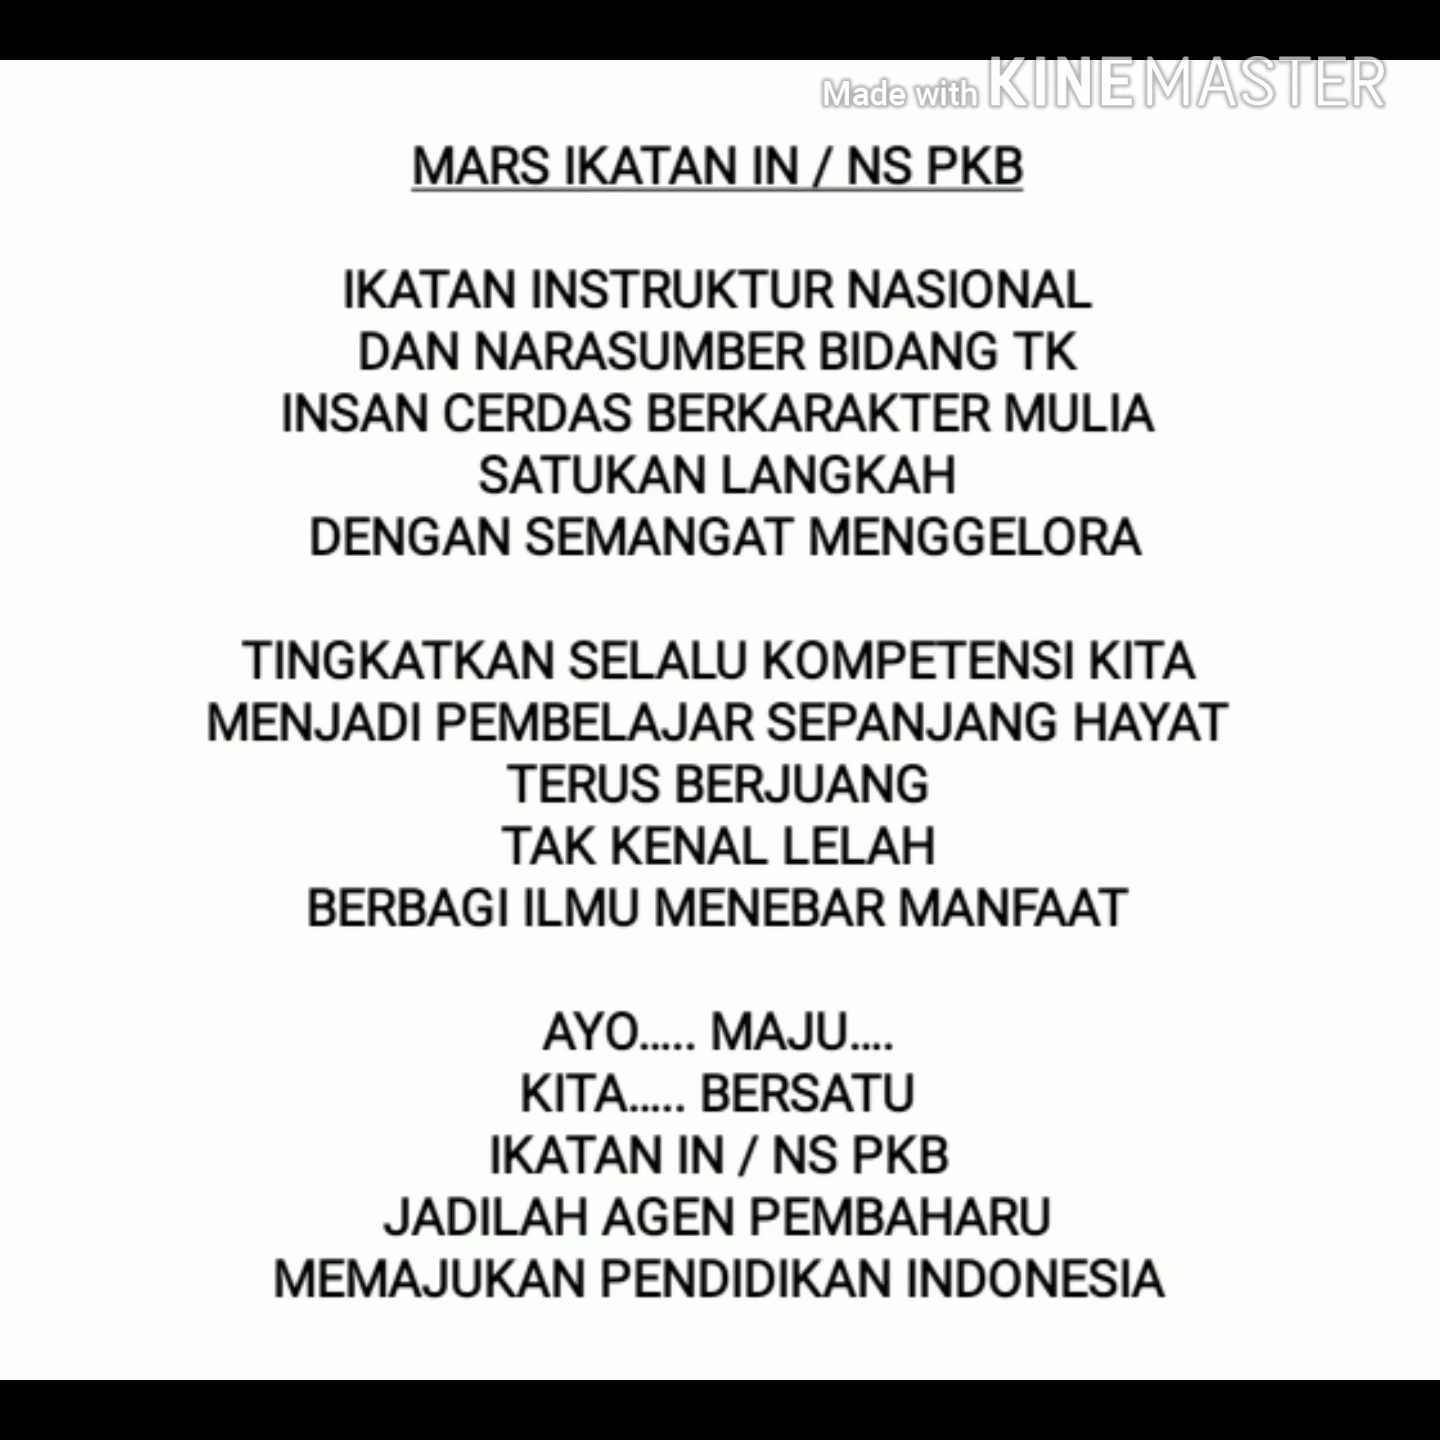 Made with KINEMASTER
MARS IKATAN IN / NS PKB
IKATAN INSTRUKTUR NASIONAL
DAN NARASUMBER BIDANG TK
INSAN CERDAS BERKARAKTER MULIA
SATUKAN LANGKAH
DENGAN SEMANGAT MENGGELORA
TINGKATKAN SELALU KOMPETENSI KITA
MENJADI PEMBELAJAR SEPANJANG HAYAT
TERUS BERJUANG
TAK KENAL LELAH
BERBAGI ILMU MENEBAR MANFAAT
AYO..... MAJU....
KITA..... BERSATU
IKATAN IN / NS PKB
JADILAH AGEN PEMBAHARU
MEMAJUKAN PENDIDIKAN INDONESIA